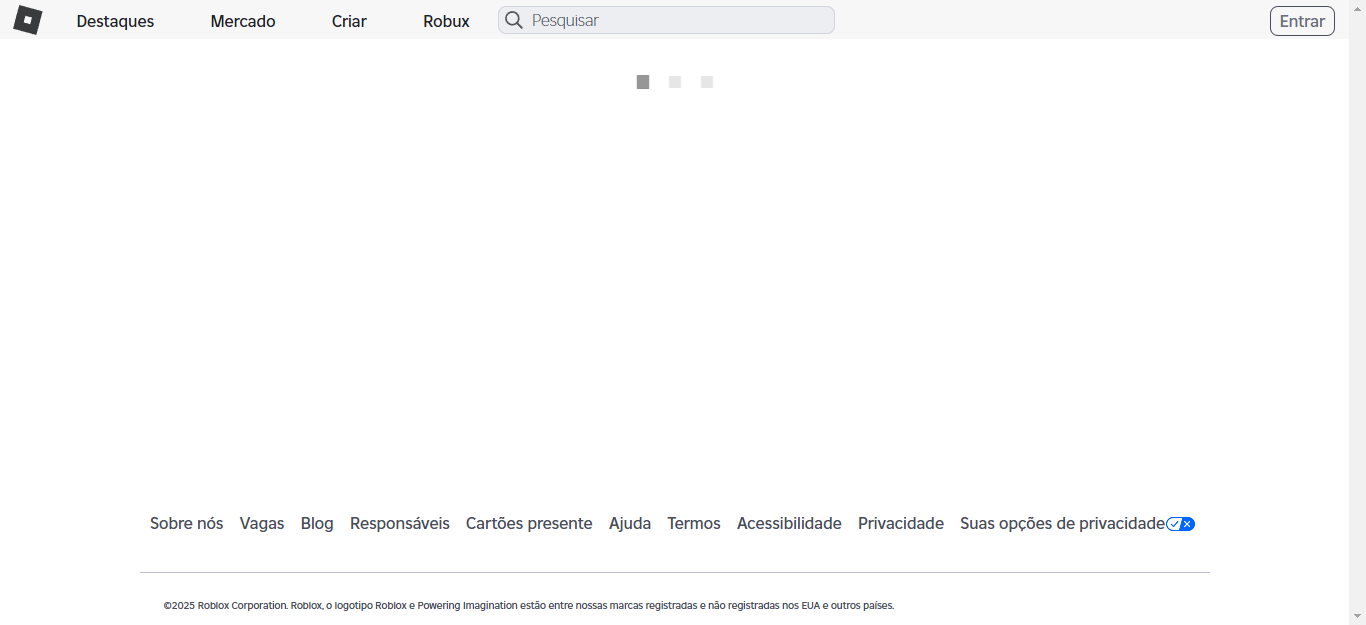 Destaques Mercado Criar Robux Pesquisar Entrar
Sobre nós Vagas Blog Responsáveis Cartões presente Ajuda Termos Acessibilidade Privacidade Suas opções de privacidade
©2025 Roblox Corporation. Roblox, o logotipo Roblox e Powering Imagination estão entre nossas marcas registradas e não registradas nos EUA e outros países.